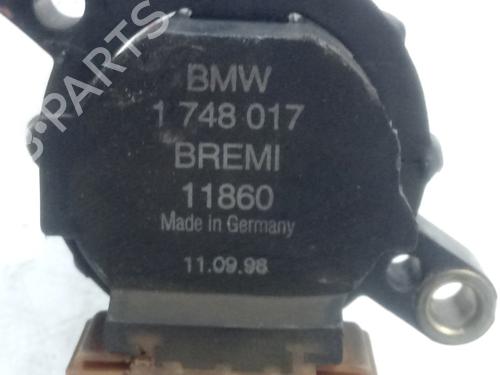 BMW
1 748 017
BREMI
11860
Made in Germany
11.09.98
B-PARTS